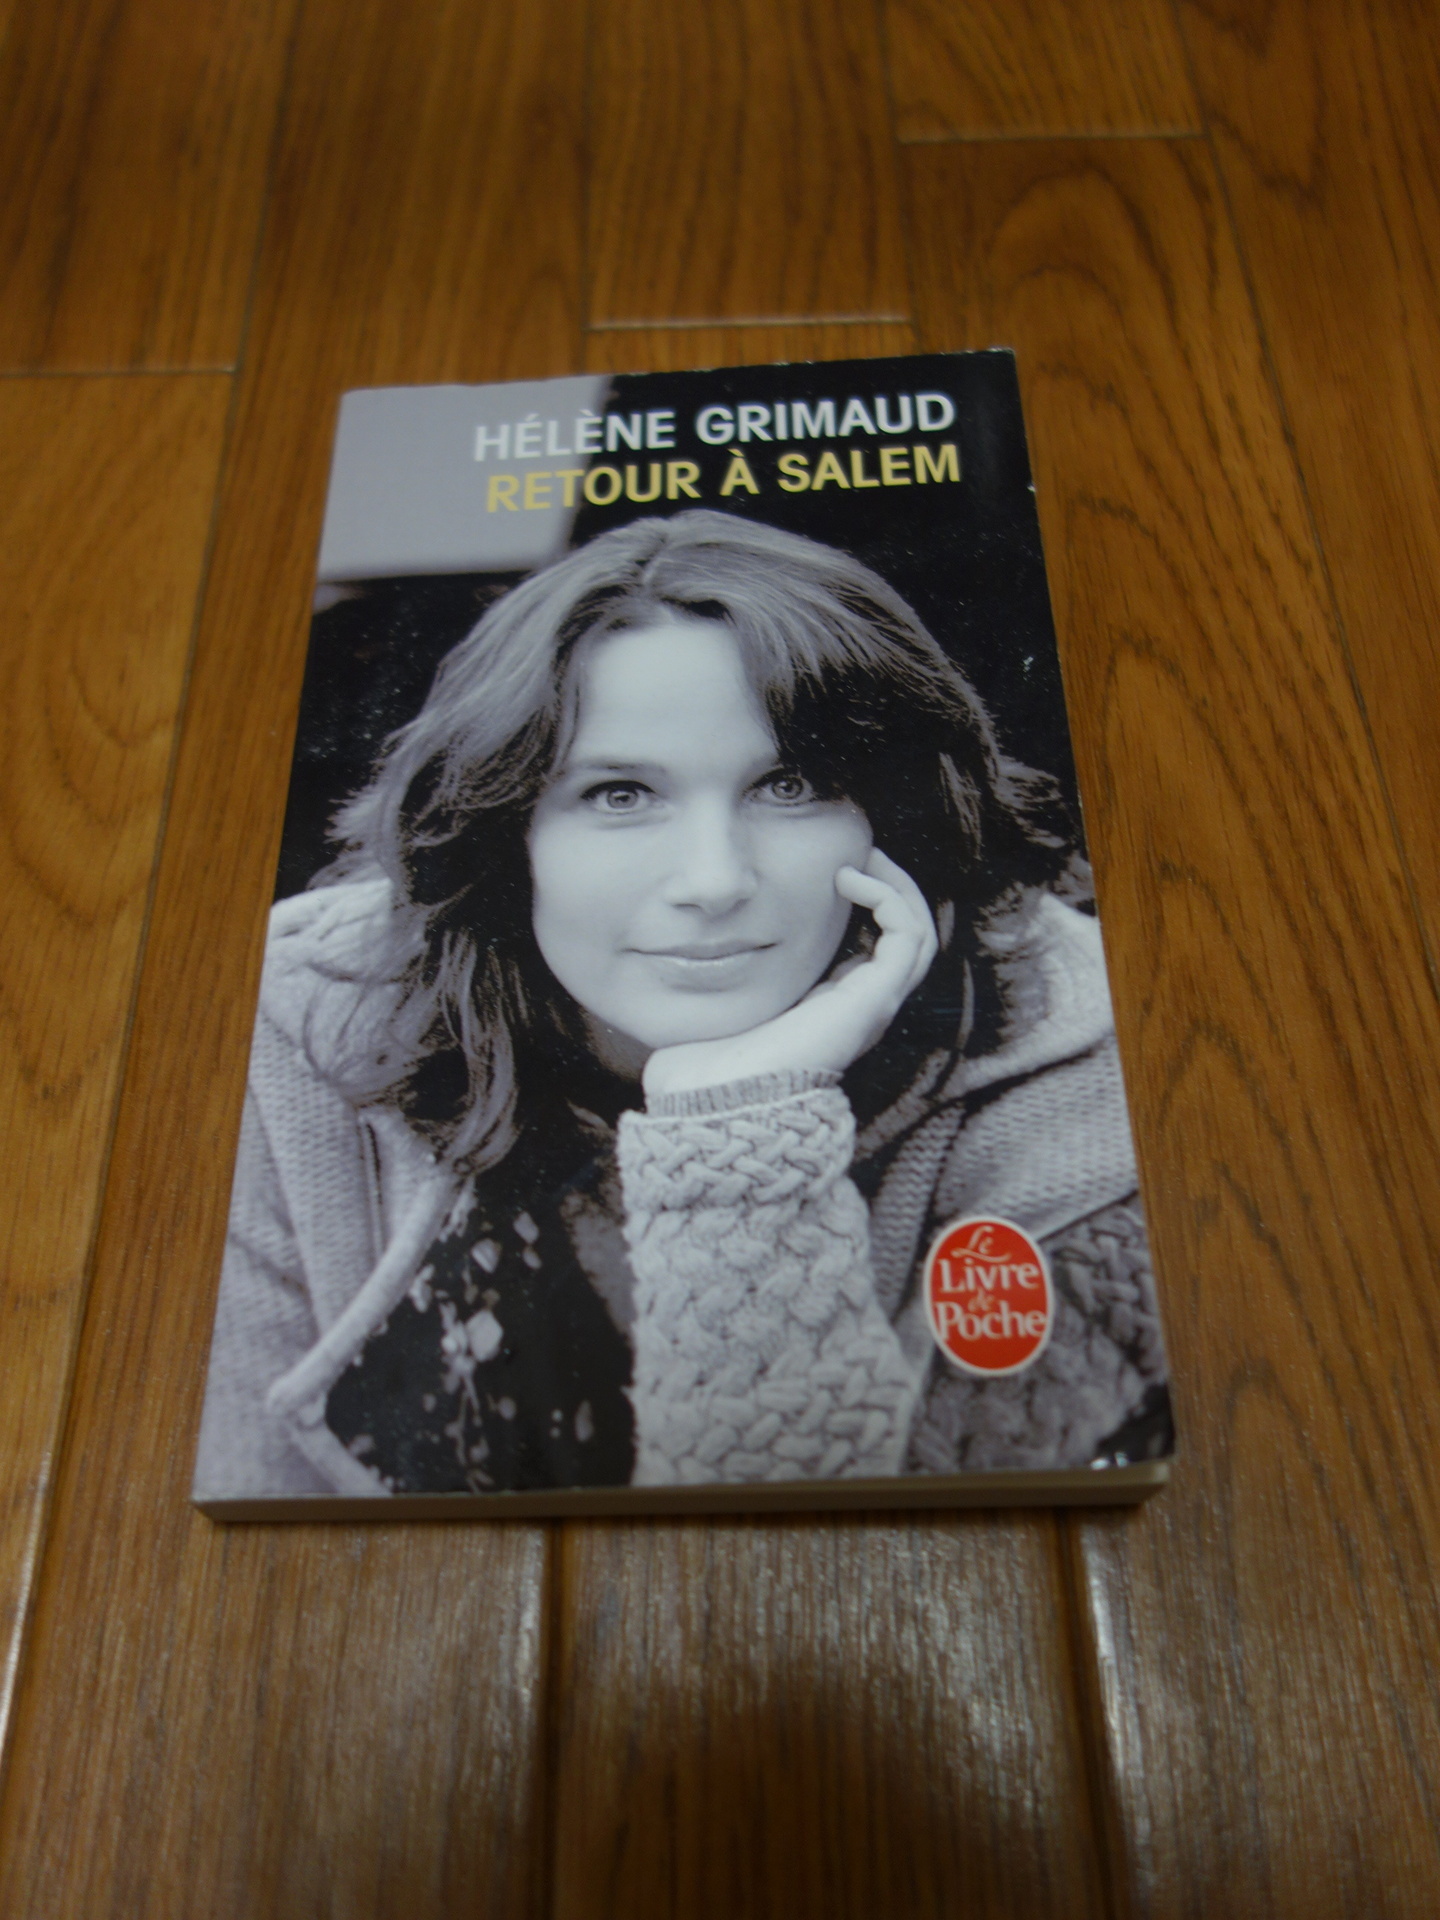 HÉLÈNE GRIMAUD
RETOUR À SALEM
Le
Livre
de
Poche